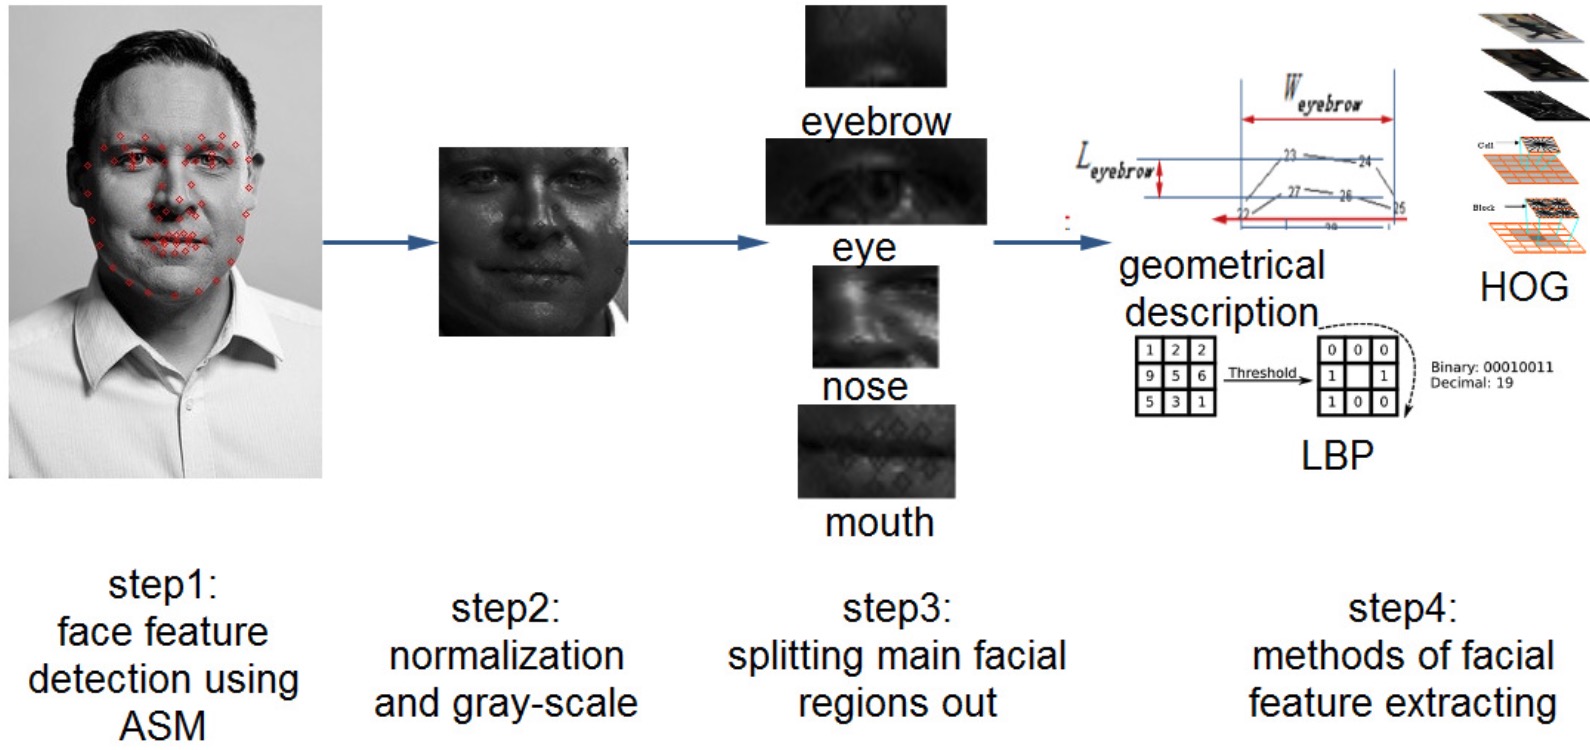 eyebrow
eye
nose
mouth
W eyebrow
L eyebrow
23
24
27
26
22
25
geometrical
description
Cell
Block
HOG
1 2 2
9 5 6
5 3 1
Threshold
0 0 0
1 1
1 0 0
Binary: 00010011
Decimal: 19
LBP
step1:
face feature
detection using
ASM
step2:
normalization
and gray-scale
step3:
splitting main facial
regions out
step4:
methods of facial
feature extracting